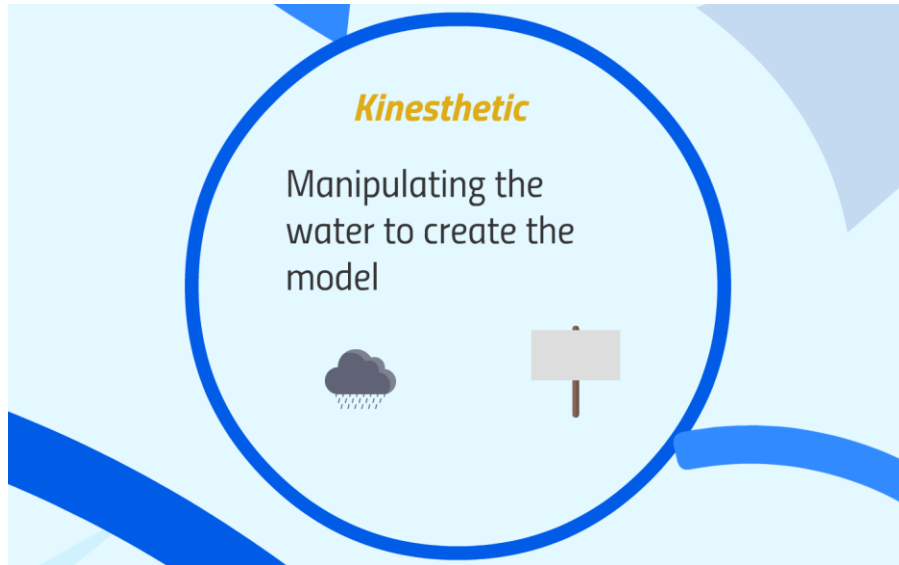 Kinesthetic
Manipulating the
water to create the
model